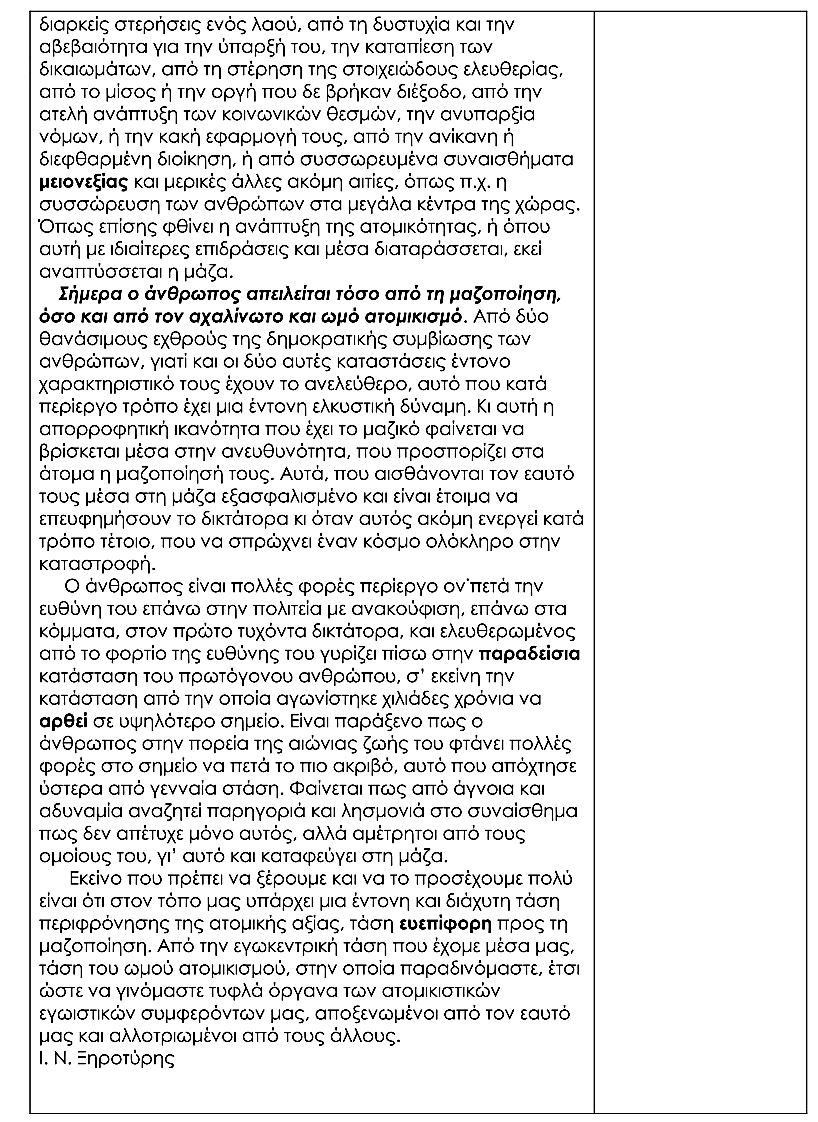 διαρκείς στερήσεις ενός λαού, από τη δυστυχία και την
αβεβαιότητα για την ύπαρξή του, την καταπίεση των
δικαιωμάτων, από τη στέρηση της στοιχειώδους ελευθερίας,
από το μίσος ή την οργή που δε βρήκαν διέξοδο, από την
ατελή ανάπτυξη των κοινωνικών θεσμών, την ανυπαρξία
νόμων, ή την κακή εφαρμογή τους, από την ανίκανη ή
διεφθαρμένη διοίκηση, ή από συσσωρευμένα συναισθήματα
μειονεξίας και μερικές άλλες ακόμη αιτίες, όπως π.χ. η
συσσώρευση των ανθρώπων στα μεγάλα κέντρα της χώρας.
Όπως επίσης φθίνει η ανάπτυξη της ατομικότητας, ή όπου
αυτή με ιδιαίτερες επιδράσεις και μέσα διαταράσσεται, εκεί
αναπτύσσεται η μάζα.
Σήμερα ο άνθρωπος απειλείται τόσο από τη μαζοποίηση,
όσο και από τον αχαλίνωτο και ωμό ατομικισμό. Από δύο
θανάσιμους εχθρούς της δημοκρατικής συμβίωσης των
ανθρώπων, γιατί και οι δύο αυτές καταστάσεις έντονο
χαρακτηριστικό τους έχουν το ανελεύθερο, αυτό που κατά
περίεργο τρόπο έχει μια έντονη ελκυστική δύναμη. Κι αυτή η
απορροφητική ικανότητα που έχει το μαζικό φαίνεται να
βρίσκεται μέσα στην ανευθυνότητα, που προσπορίζει στα
άτομα η μαζοποίησή τους. Αυτά, που αισθάνονται τον εαυτό
τους μέσα στη μάζα εξασφαλισμένο και είναι έτοιμα να
επευφημήσουν το δικτάτορα κι όταν αυτός ακόμη ενεργεί κατά
τρόπο τέτοιο, που να σπρώχνει έναν κόσμο ολόκληρο στην
καταστροφή.
Ο άνθρωπος είναι πολλές φορές περίεργο ον˙πετά την
ευθύνη του επάνω στην πολιτεία με ανακούφιση, επάνω στα
κόμματα, στον πρώτο τυχόντα δικτάτορα, και ελευθερωμένος
από το φορτίο της ευθύνης του γυρίζει πίσω στην παραδείσια
κατάσταση του πρωτόγονου ανθρώπου, σ' εκείνη την
κατάσταση από την οποία αγωνίστηκε χιλιάδες χρόνια να
αρθεί σε υψηλότερο σημείο. Είναι παράξενο πως ο
άνθρωπος στην πορεία της αιώνιας ζωής του φτάνει πολλές
φορές στο σημείο να πετά το πιο ακριβό, αυτό που απόχτησε
ύστερα από γενναία στάση. Φαίνεται πως από άγνοια και
αδυναμία αναζητεί παρηγοριά και λησμονιά στο συναίσθημα
πως δεν απέτυχε μόνο αυτός, αλλά αμέτρητοι από τους
ομοίους του, γι' αυτό και καταφεύγει στη μάζα.
Εκείνο που πρέπει να ξέρουμε και να το προσέχουμε πολύ
είναι ότι στον τόπο μας υπάρχει μια έντονη και διάχυτη τάση
περιφρόνησης της ατομικής αξίας, τάση ευεπίφορη προς τη
μαζοποίηση. Από την εγωκεντρική τάση που έχομε μέσα μας,
τάση του ωμού ατομικισμού, στην οποία παραδινόμαστε, έτσι
ώστε να γινόμαστε τυφλά όργανα των ατομικιστικών
εγωιστικών συμφερόντων μας, αποξενωμένοι από τον εαυτό
μας και αλλοτριωμένοι από τους άλλους.
Ι. Ν. Ξηροτύρης